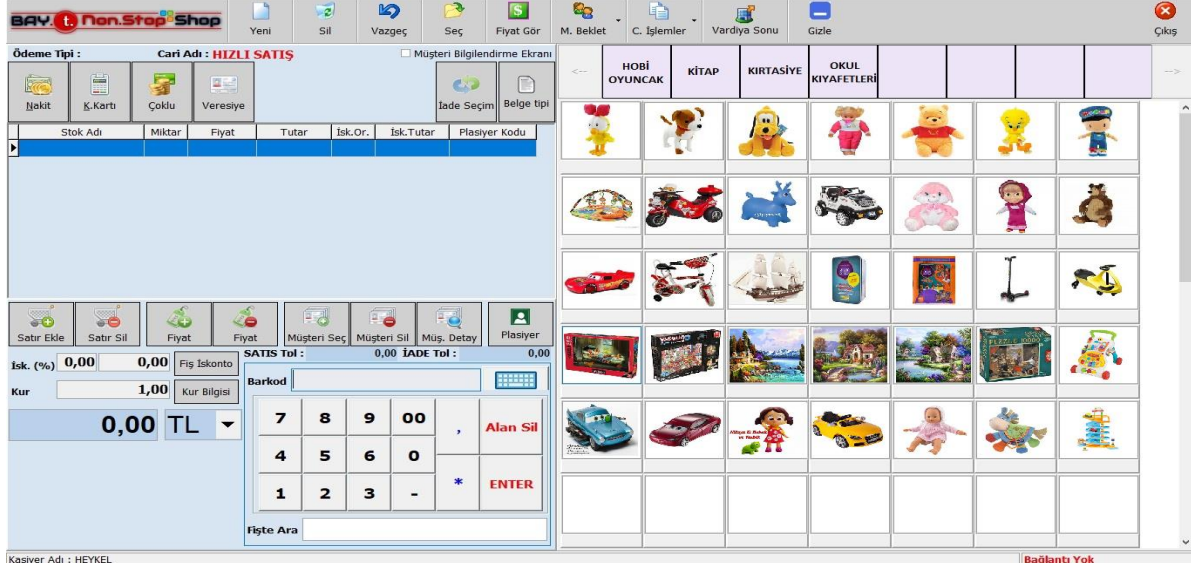 BAY.t. Non.Stop Shop
Yeni
Sil
Vazgeç
Seç
Fiyat Gör
M. Beklet
C. İşlemler
Vardiya Sonu
Gizle
Çıkış
Ödeme Tipi :
Cari Adı : HIZLI SATIŞ
Müşteri Bilgilendirme Ekranı
Nakit
K.Kartı
Çoklu
Veresiye
İade Seçim
Belge tipi
<--
HOBİ OYUNCAK
KİTAP
KIRTASİYE
OKUL KIYAFETLERİ
-->
Stok Adı Miktar Fiyat Tutar İsk.Or. İsk.Tutar Plasiyer Kodu
Satır Ekle
Satır Sil
Fiyat
Fiyat
Müşteri Seç
Müşteri Sil
Müş. Detay
Plasiyer
İsk. (%) 0,00 0,00 Fiş İskonto
SATIS Tol : 0,00 İADE Tol : 0,00
Kur 1,00 Kur Bilgisi
Barkod
0,00 TL
7 8 9 00 , Alan Sil
4 5 6 0
1 2 3 - * ENTER
Fişte Ara
Kasiyer Adı : HEYKEL
Bağlantı Yok